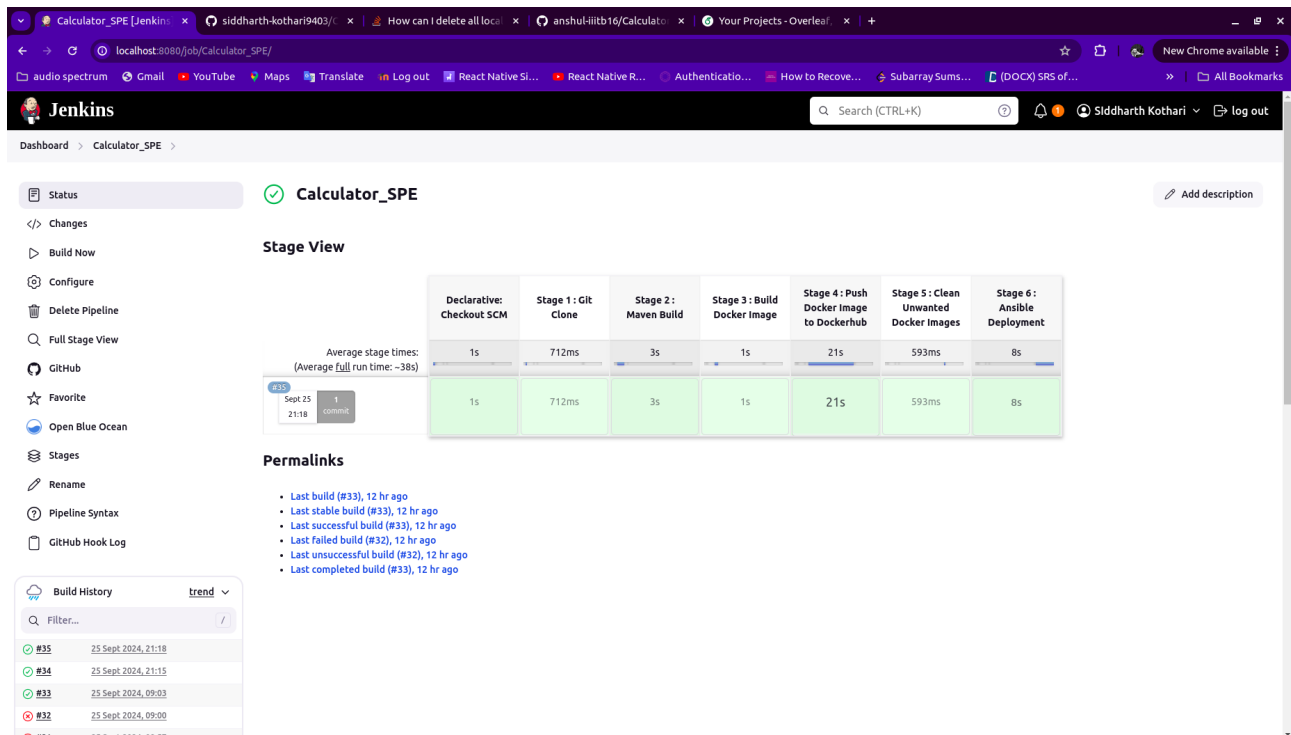 Calculator_SPE [Jenkins]
siddharth-kothari9403/C
How can I delete all local
anshul-iiitb16/Calculator
Your Projects - Overleaf,
localhost:8080/job/Calculator_SPE/
New Chrome available
audio spectrum
Gmail
YouTube
Maps
Translate
Log out
React Native Si...
React Native R...
Authenticatio...
How to Recove...
Subarray Sums...
(DOCX) SRS of...
»
All Bookmarks
Jenkins
Search (CTRL+K)
1
SIddharth Kothari
log out
Dashboard > Calculator_SPE >
Status
Changes
Build Now
Configure
Delete Pipeline
Full Stage View
GitHub
Favorite
Open Blue Ocean
Stages
Rename
Pipeline Syntax
GitHub Hook Log
Calculator_SPE
Add description
Stage View
Declarative:
Checkout SCM
Stage 1 : Git
Clone
Stage 2 :
Maven Build
Stage 3 : Build
Docker Image
Stage 4 : Push
Docker Image
to Dockerhub
Stage 5 : Clean
Unwanted
Docker Images
Stage 6 :
Ansible
Deployment
Average stage times:
(Average full run time: ~38s)
1s
712ms
3s
1s
21s
593ms
8s
#35
Sept 25
21:18
1
commit
1s
712ms
3s
1s
21s
593ms
8s
Permalinks
Last build (#33), 12 hr ago
Last stable build (#33), 12 hr ago
Last successful build (#33), 12 hr ago
Last failed build (#32), 12 hr ago
Last unsuccessful build (#32), 12 hr ago
Last completed build (#33), 12 hr ago
Build History
trend
Filter...
/
#35 25 Sept 2024, 21:18
#34 25 Sept 2024, 21:15
#33 25 Sept 2024, 09:03
#32 25 Sept 2024, 09:00